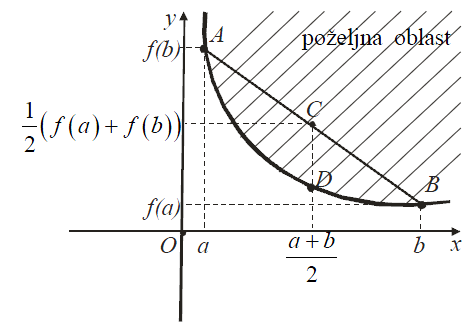 y
A
f(b)
poželjna oblast
C
1/2 (f(a) + f(b))
D
B
f(a)
O
a
(a + b)/2
b
x